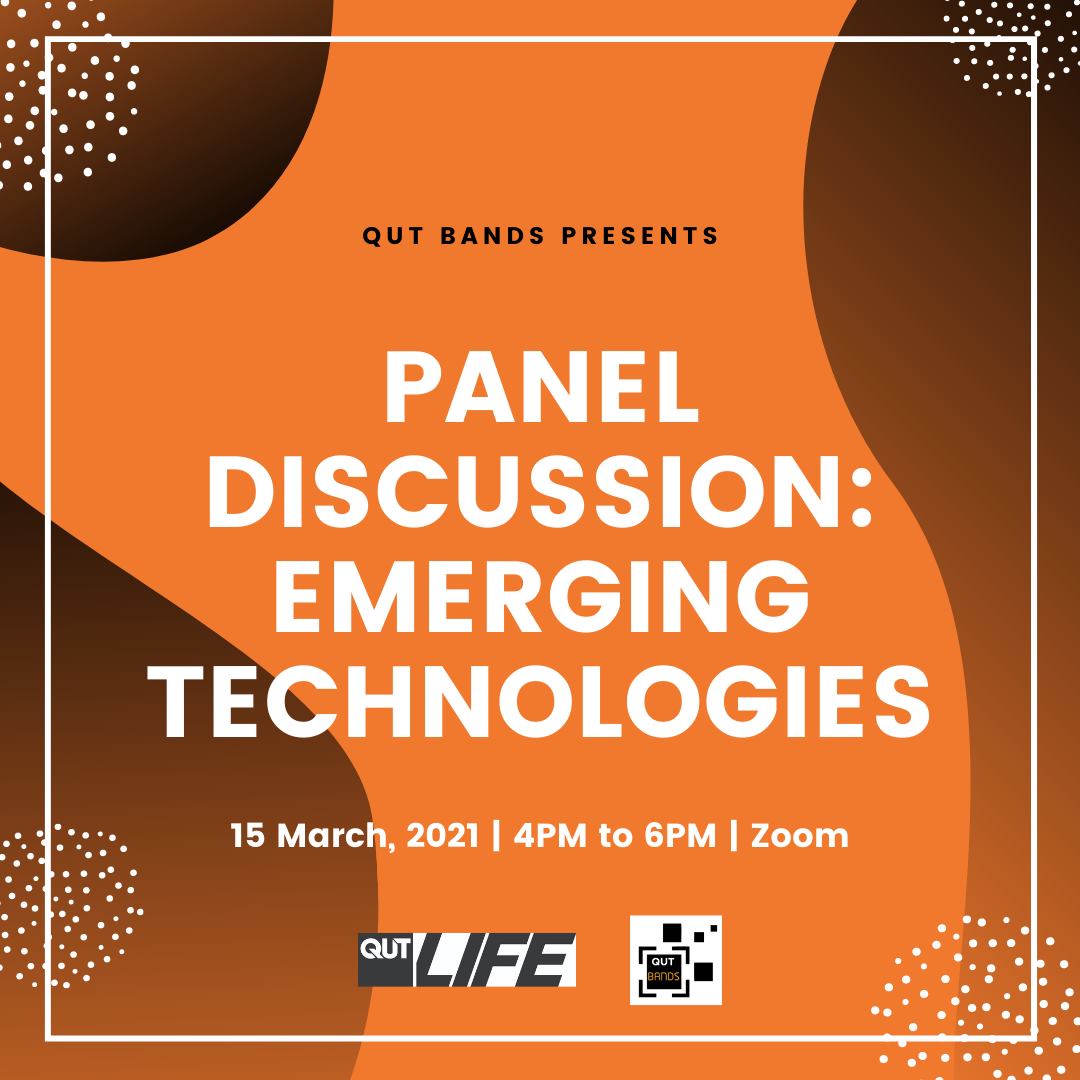 QUT BANDS PRESENTS
PANEL
DISCUSSION:
EMERGING
TECHNOLOGIES
15 March, 2021 | 4PM to 6PM | Zoom
QUT LIFE
QUT
BANDS